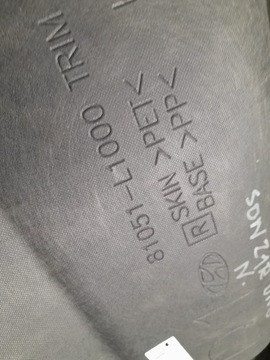 81051-L1000 TRIM
SKIN >PET<
R BASE >PP<